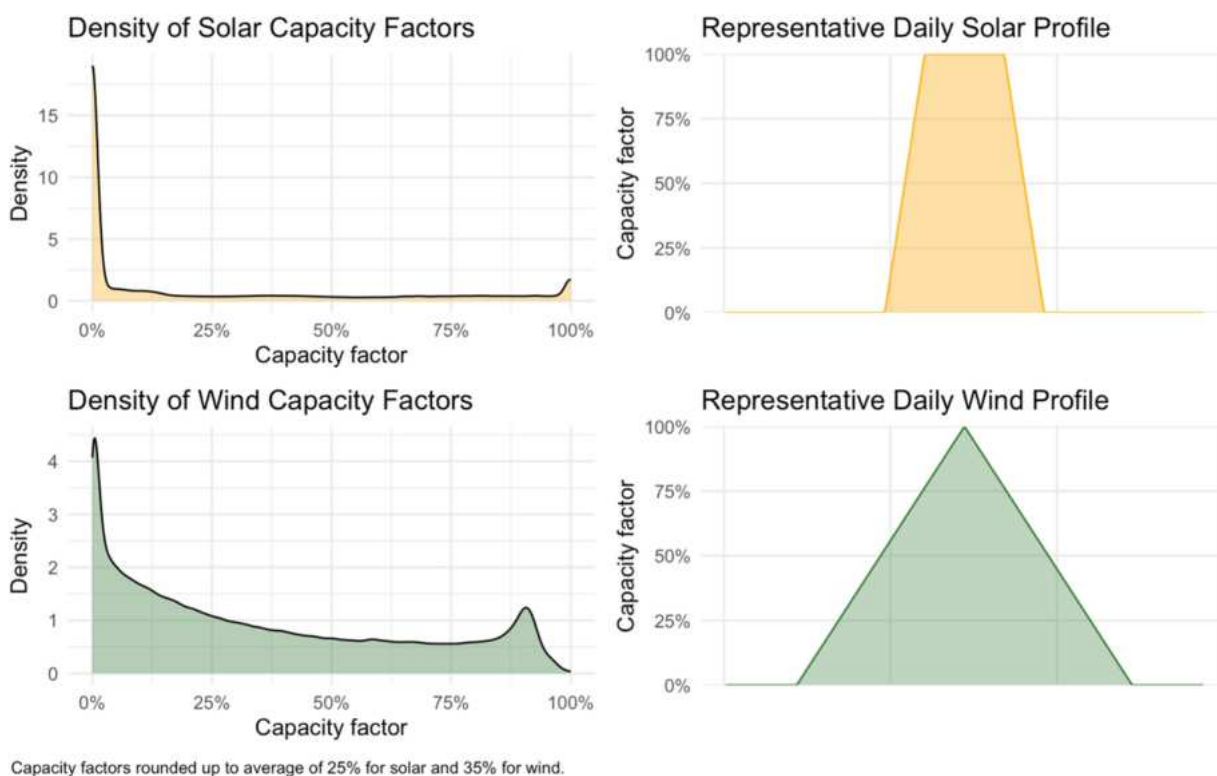 Density of Solar Capacity Factors
Density
15
10
5
0
0% 25% 50% 75% 100%
Capacity factor
Representative Daily Solar Profile
Capacity factor
100%
75%
50%
25%
0%
Density of Wind Capacity Factors
Density
4
3
2
1
0
0% 25% 50% 75% 100%
Capacity factor
Representative Daily Wind Profile
Capacity factor
100%
75%
50%
25%
0%
Capacity factors rounded up to average of 25% for solar and 35% for wind.